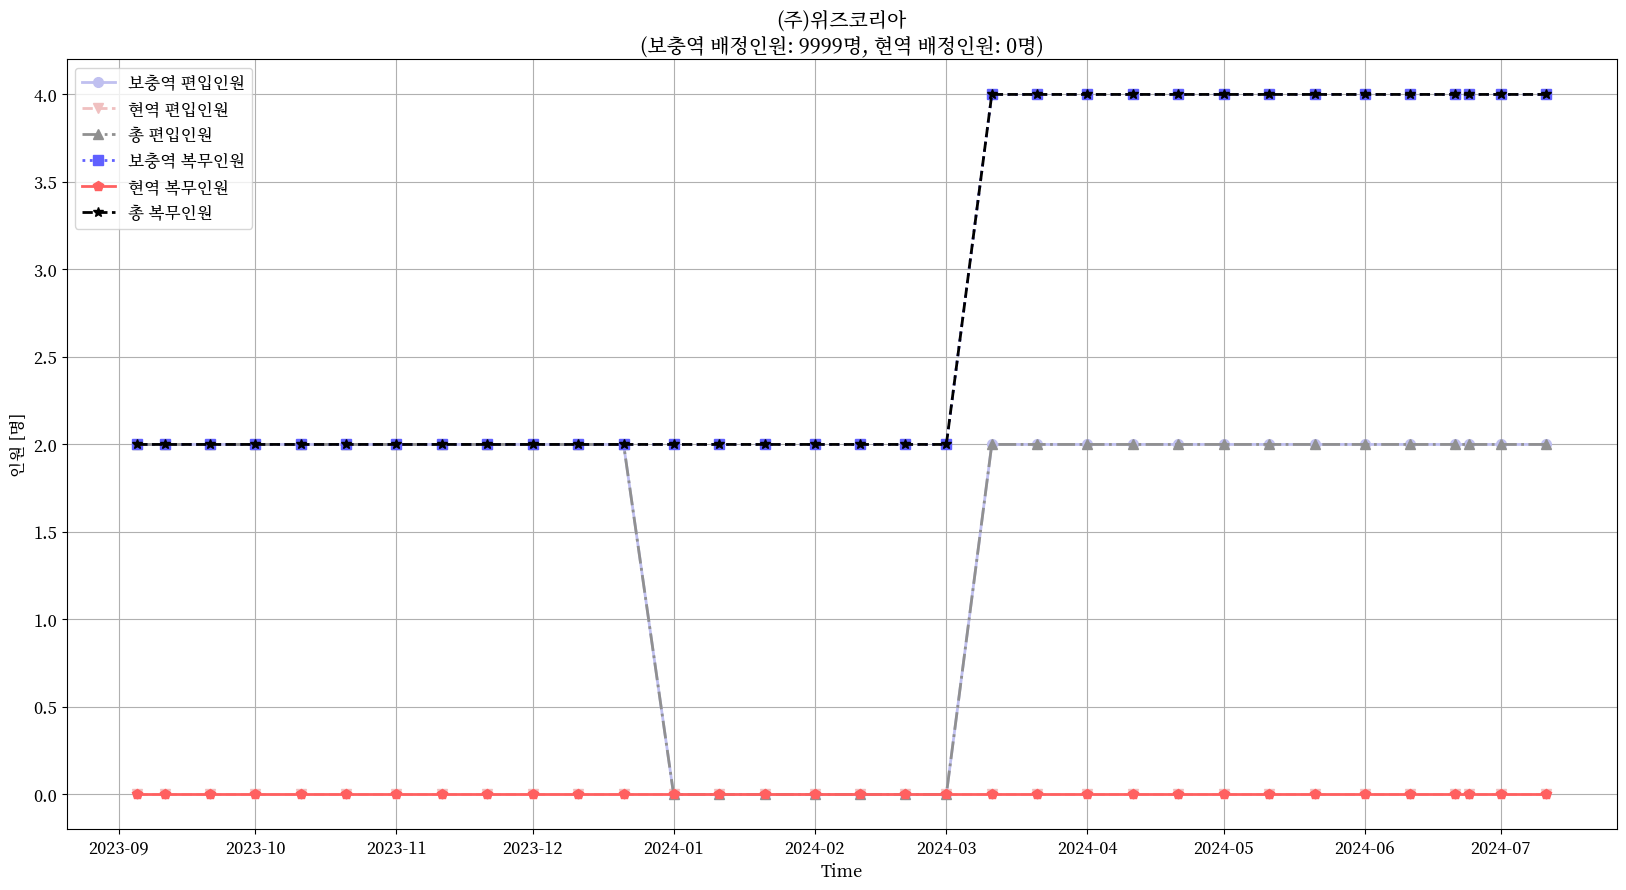 (주)위즈코리아
(보충역 배정인원: 9999명, 현역 배정인원: 0명)
보충역 편입인원
현역 편입인원
총 편입인원
보충역 복무인원
현역 복무인원
총 복무인원
4.0
3.5
3.0
2.5
2.0
1.5
1.0
0.5
0.0
인원 [명]
2023-09 2023-10 2023-11 2023-12 2024-01 2024-02 2024-03 2024-04 2024-05 2024-06 2024-07
Time